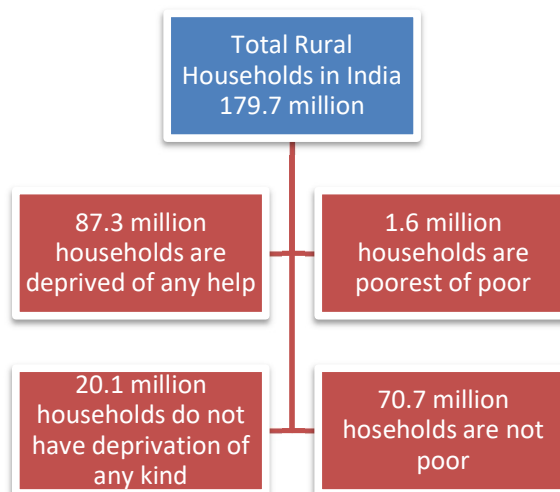 Total Rural
Households in India
179.7 million
87.3 million
households are
deprived of any help
1.6 million
households are
poorest of poor
20.1 million
households do not
have deprivation of
any kind
70.7 million
hoseholds are not
poor